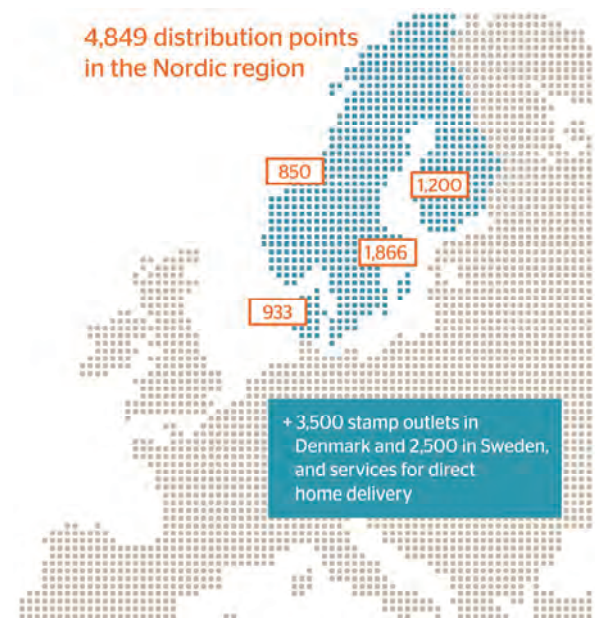 4,849 distribution points
in the Nordic region
850
1,200
1,866
933
+ 3,500 stamp outlets in
Denmark and 2,500 in Sweden,
and services for direct
home delivery